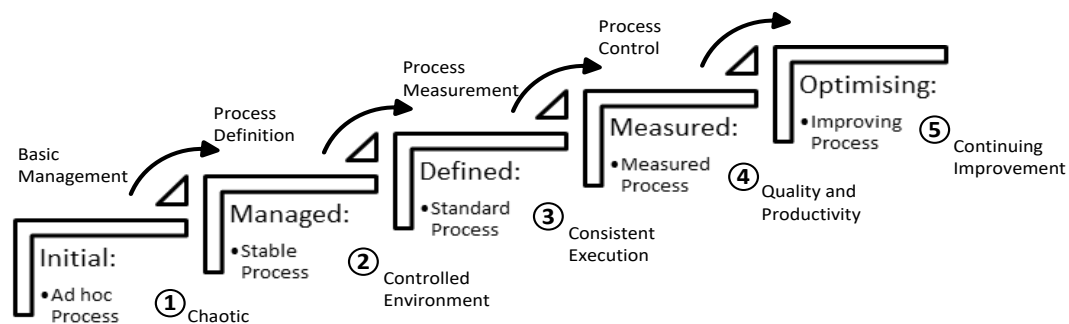 Basic
Management
Initial:
•Ad hoc
Process
① Chaotic
Process
Definition
Managed:
•Stable
Process
② Controlled
Environment
Process
Measurement
Defined:
•Standard
Process
③ Consistent
Execution
Process
Control
Measured:
•Measured
Process
④ Quality and
Productivity
Optimising:
•Improving
Process
⑤ Continuing
Improvement